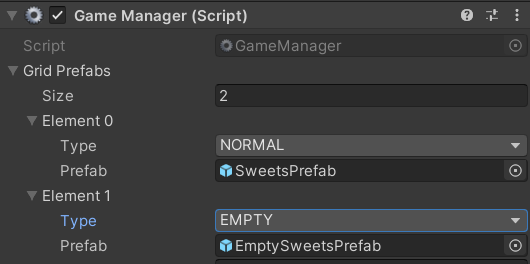 Game Manager (Script)
Script GameManager
Grid Prefabs
Size 2
Element 0
Type NORMAL
Prefab SweetsPrefab
Element 1
Type EMPTY
Prefab EmptySweetsPrefab